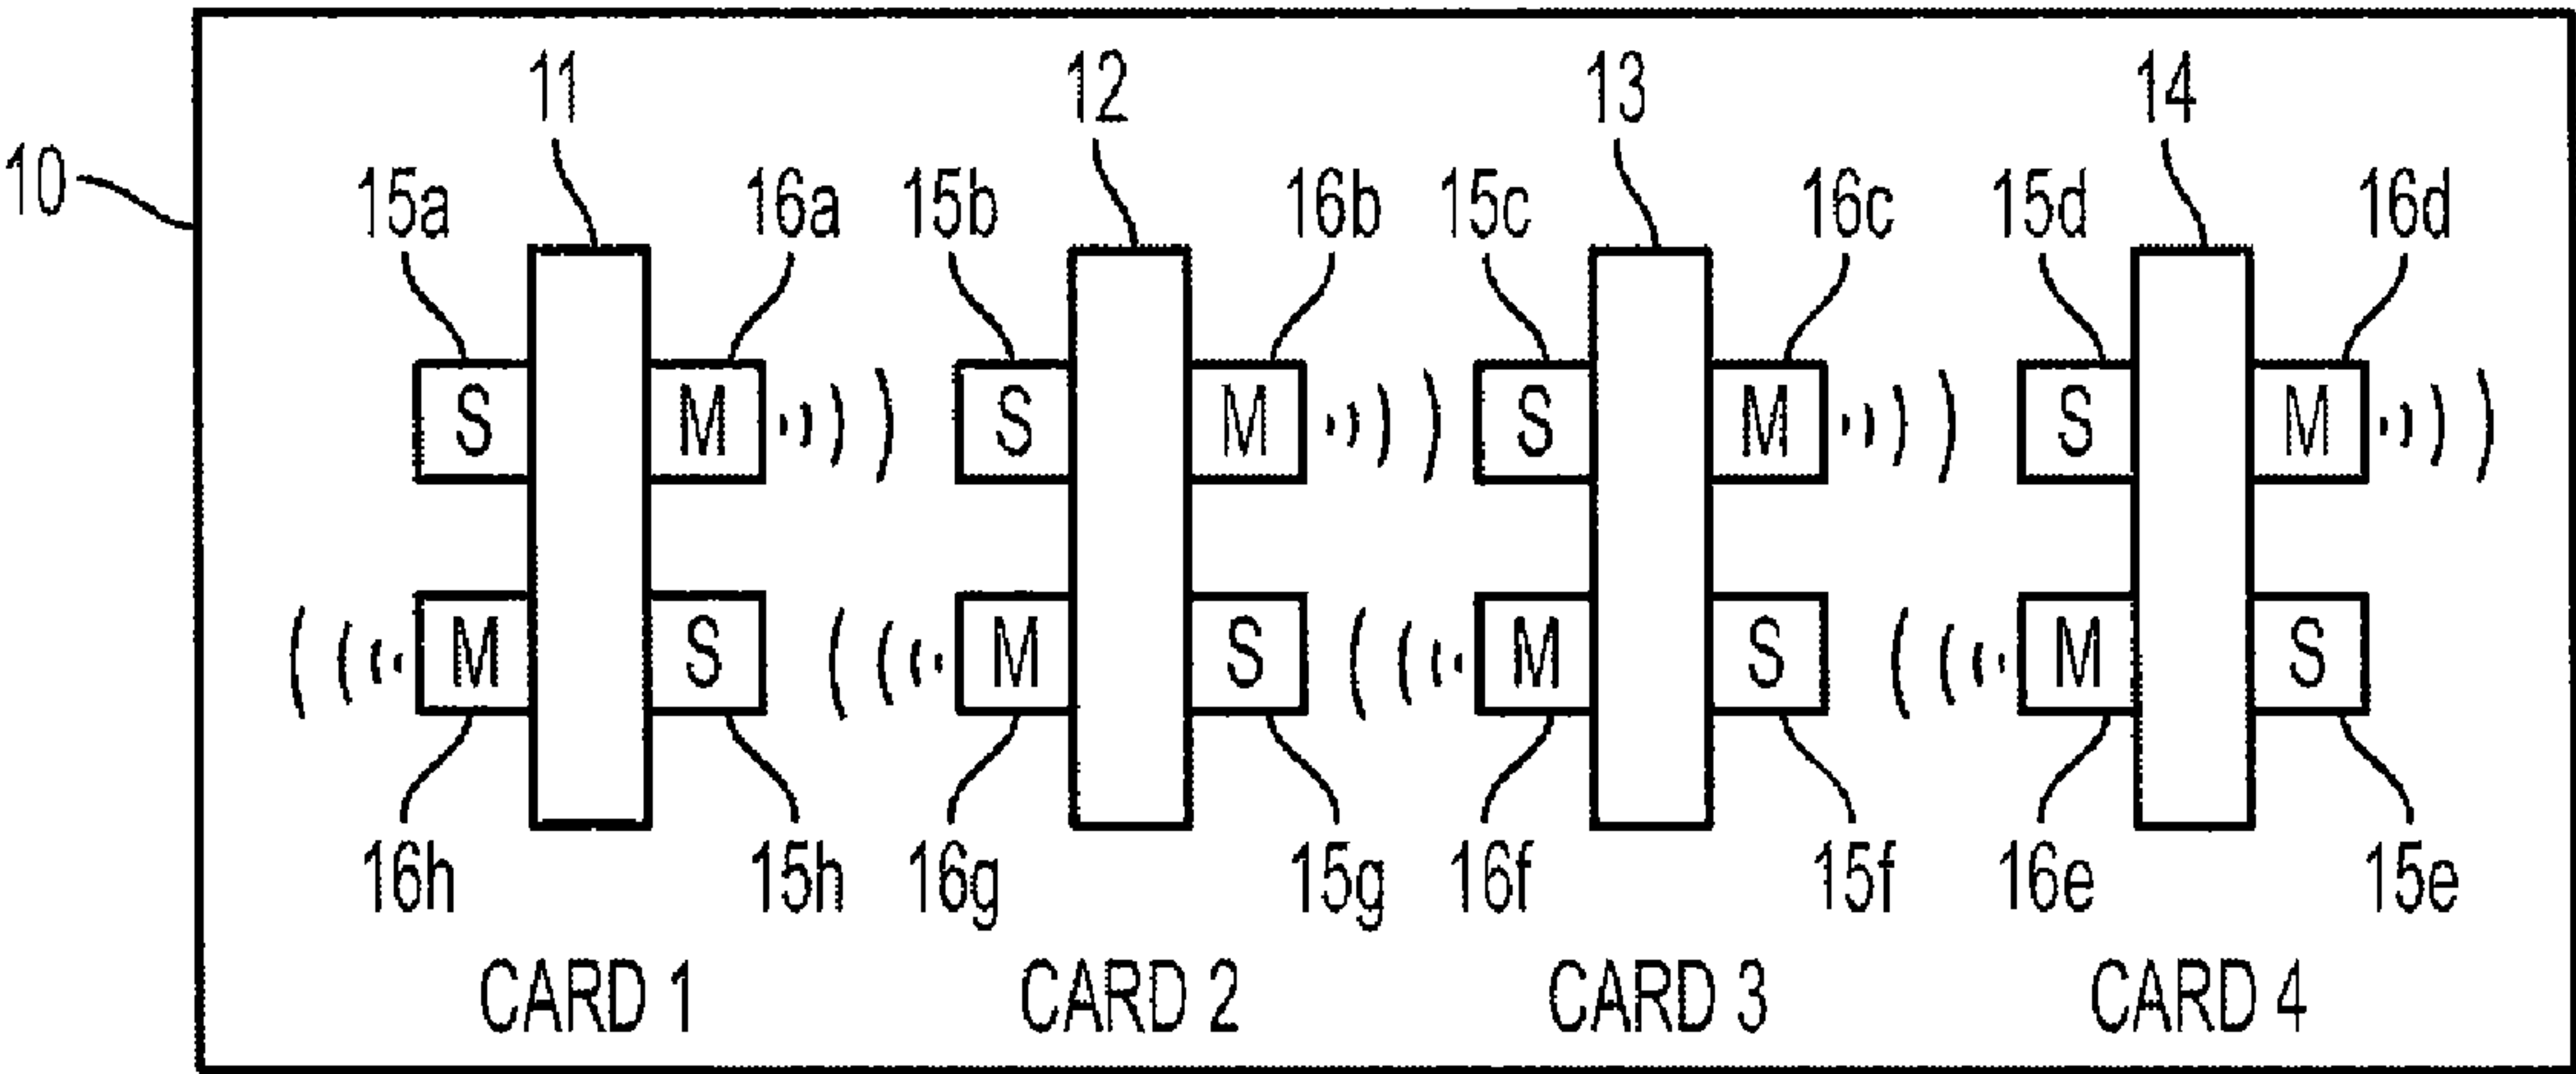 11 12 13 14
10
15a 16a 15b 16b 15c 16c 15d 16d
S M S M S M S M
M S M S M S M S
16h 15h 16g 15g 16f 15f 16e 15e
CARD 1 CARD 2 CARD 3 CARD 4